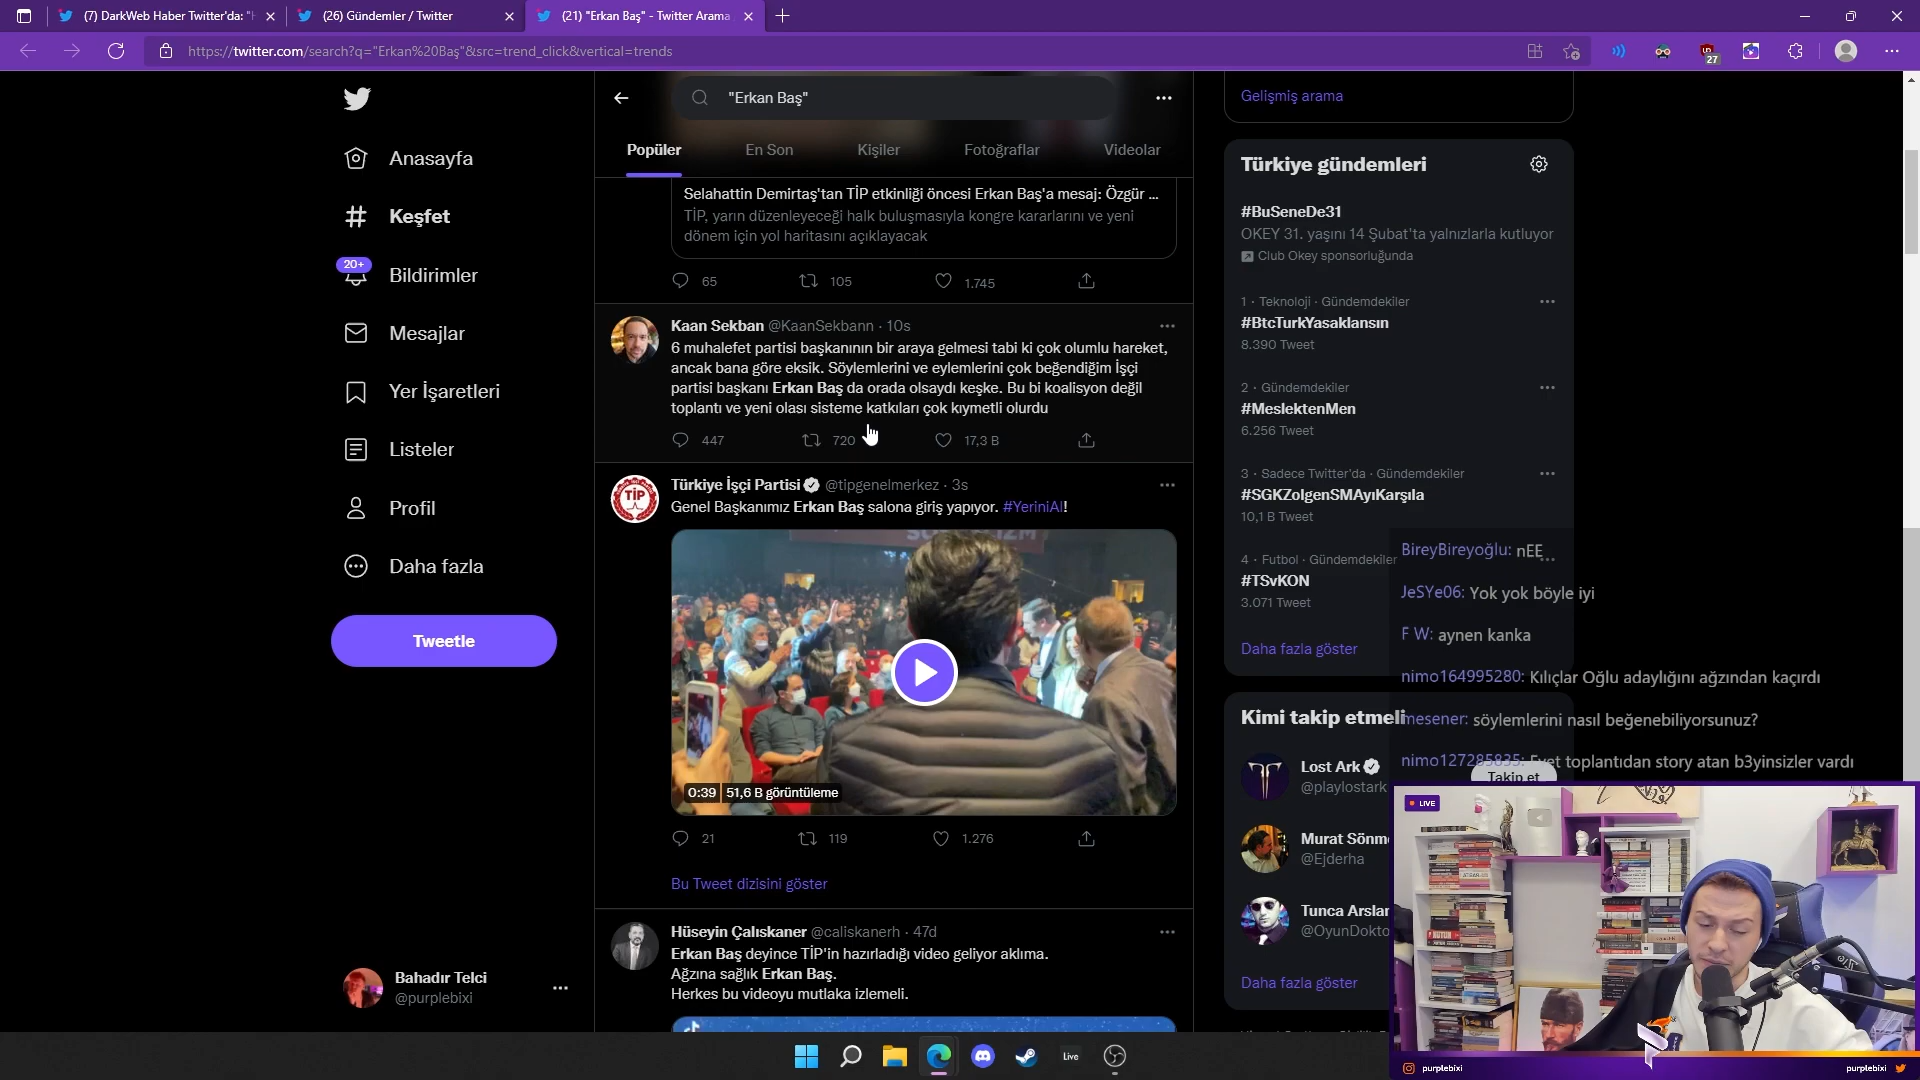 (7) DarkWeb Haber Twitter'da: "H
(26) Gündemler / Twitter
(21) "Erkan Baş" - Twitter Arama
https://twitter.com/search?q="Erkan%20Baş"&src=trend_click&vertical=trends
27
Anasayfa
Keşfet
20+
Bildirimler
Mesajlar
Yer İşaretleri
Listeler
Profil
Daha fazla
Tweetle
Bahadır Telci
@purplebixi
"Erkan Baş"
Popüler
En Son
Kişiler
Fotoğraflar
Videolar
Selahattin Demirtaş'tan TİP etkinliği öncesi Erkan Baş'a mesaj: Özgür ...
TİP, yarın düzenleyeceği halk buluşmasıyla kongre kararlarını ve yeni
dönem için yol haritasını açıklayacak
65
105
1.745
Kaan Sekban @KaanSekbann · 10s
6 muhalefet partisi başkanının bir araya gelmesi tabi ki çok olumlu hareket,
ancak bana göre eksik. Söylemlerini ve eylemlerini çok beğendiğim İşçi
partisi başkanı Erkan Baş da orada olsaydı keşke. Bu bi koalisyon değil
toplantı ve yeni olası sisteme katkıları çok kıymetli olurdu
447
720
17,3 B
TİP
Türkiye İşçi Partisi @tipgenelmerkez · 3s
Genel Başkanımız Erkan Baş salona giriş yapıyor. #YeriniAl!
0:39
51,6 B görüntüleme
21
119
1.276
Bu Tweet dizisini göster
Hüseyin Çalıskaner @caliskanerh · 47d
Erkan Baş deyince TİP'in hazırladığı video geliyor aklıma.
Ağzına sağlık Erkan Baş.
Herkes bu videoyu mutlaka izlemeli.
Gelişmiş arama
Türkiye gündemleri
#BuSeneDe31
OKEY 31. yaşını 14 Şubat'ta yalnızlarla kutluyor
Club Okey sponsorluğunda
1 · Teknoloji · Gündemdekiler
#BtcTurkYasaklansın
8.390 Tweet
2 · Gündemdekiler
#MeslektenMen
6.256 Tweet
3 · Sadece Twitter'da · Gündemdekiler
#SGKZolgenSMAyıKarşıla
10,1 B Tweet
4 · Futbol · Gündemdekiler
#TSvKON
3.071 Tweet
Daha fazla göster
Kimi takip etmeli
Lost Ark
@playlostark
Takip et
Murat Sönm
@Ejderha
Tunca Arslan
@OyunDokto
Daha fazla göster
BireyBireyoğlu: nEE
JeSYe06: Yok yok böyle iyi
F W: aynen kanka
nimo164995280: Kılıçlar Oğlu adaylığını ağzından kaçırdı
mesener: söylemlerini nasıl beğenebiliyorsunuz?
nimo127285835: Evet toplantıdan story atan b3yinsizler vardı
LIVE
purplebixi
purplebixi
Live